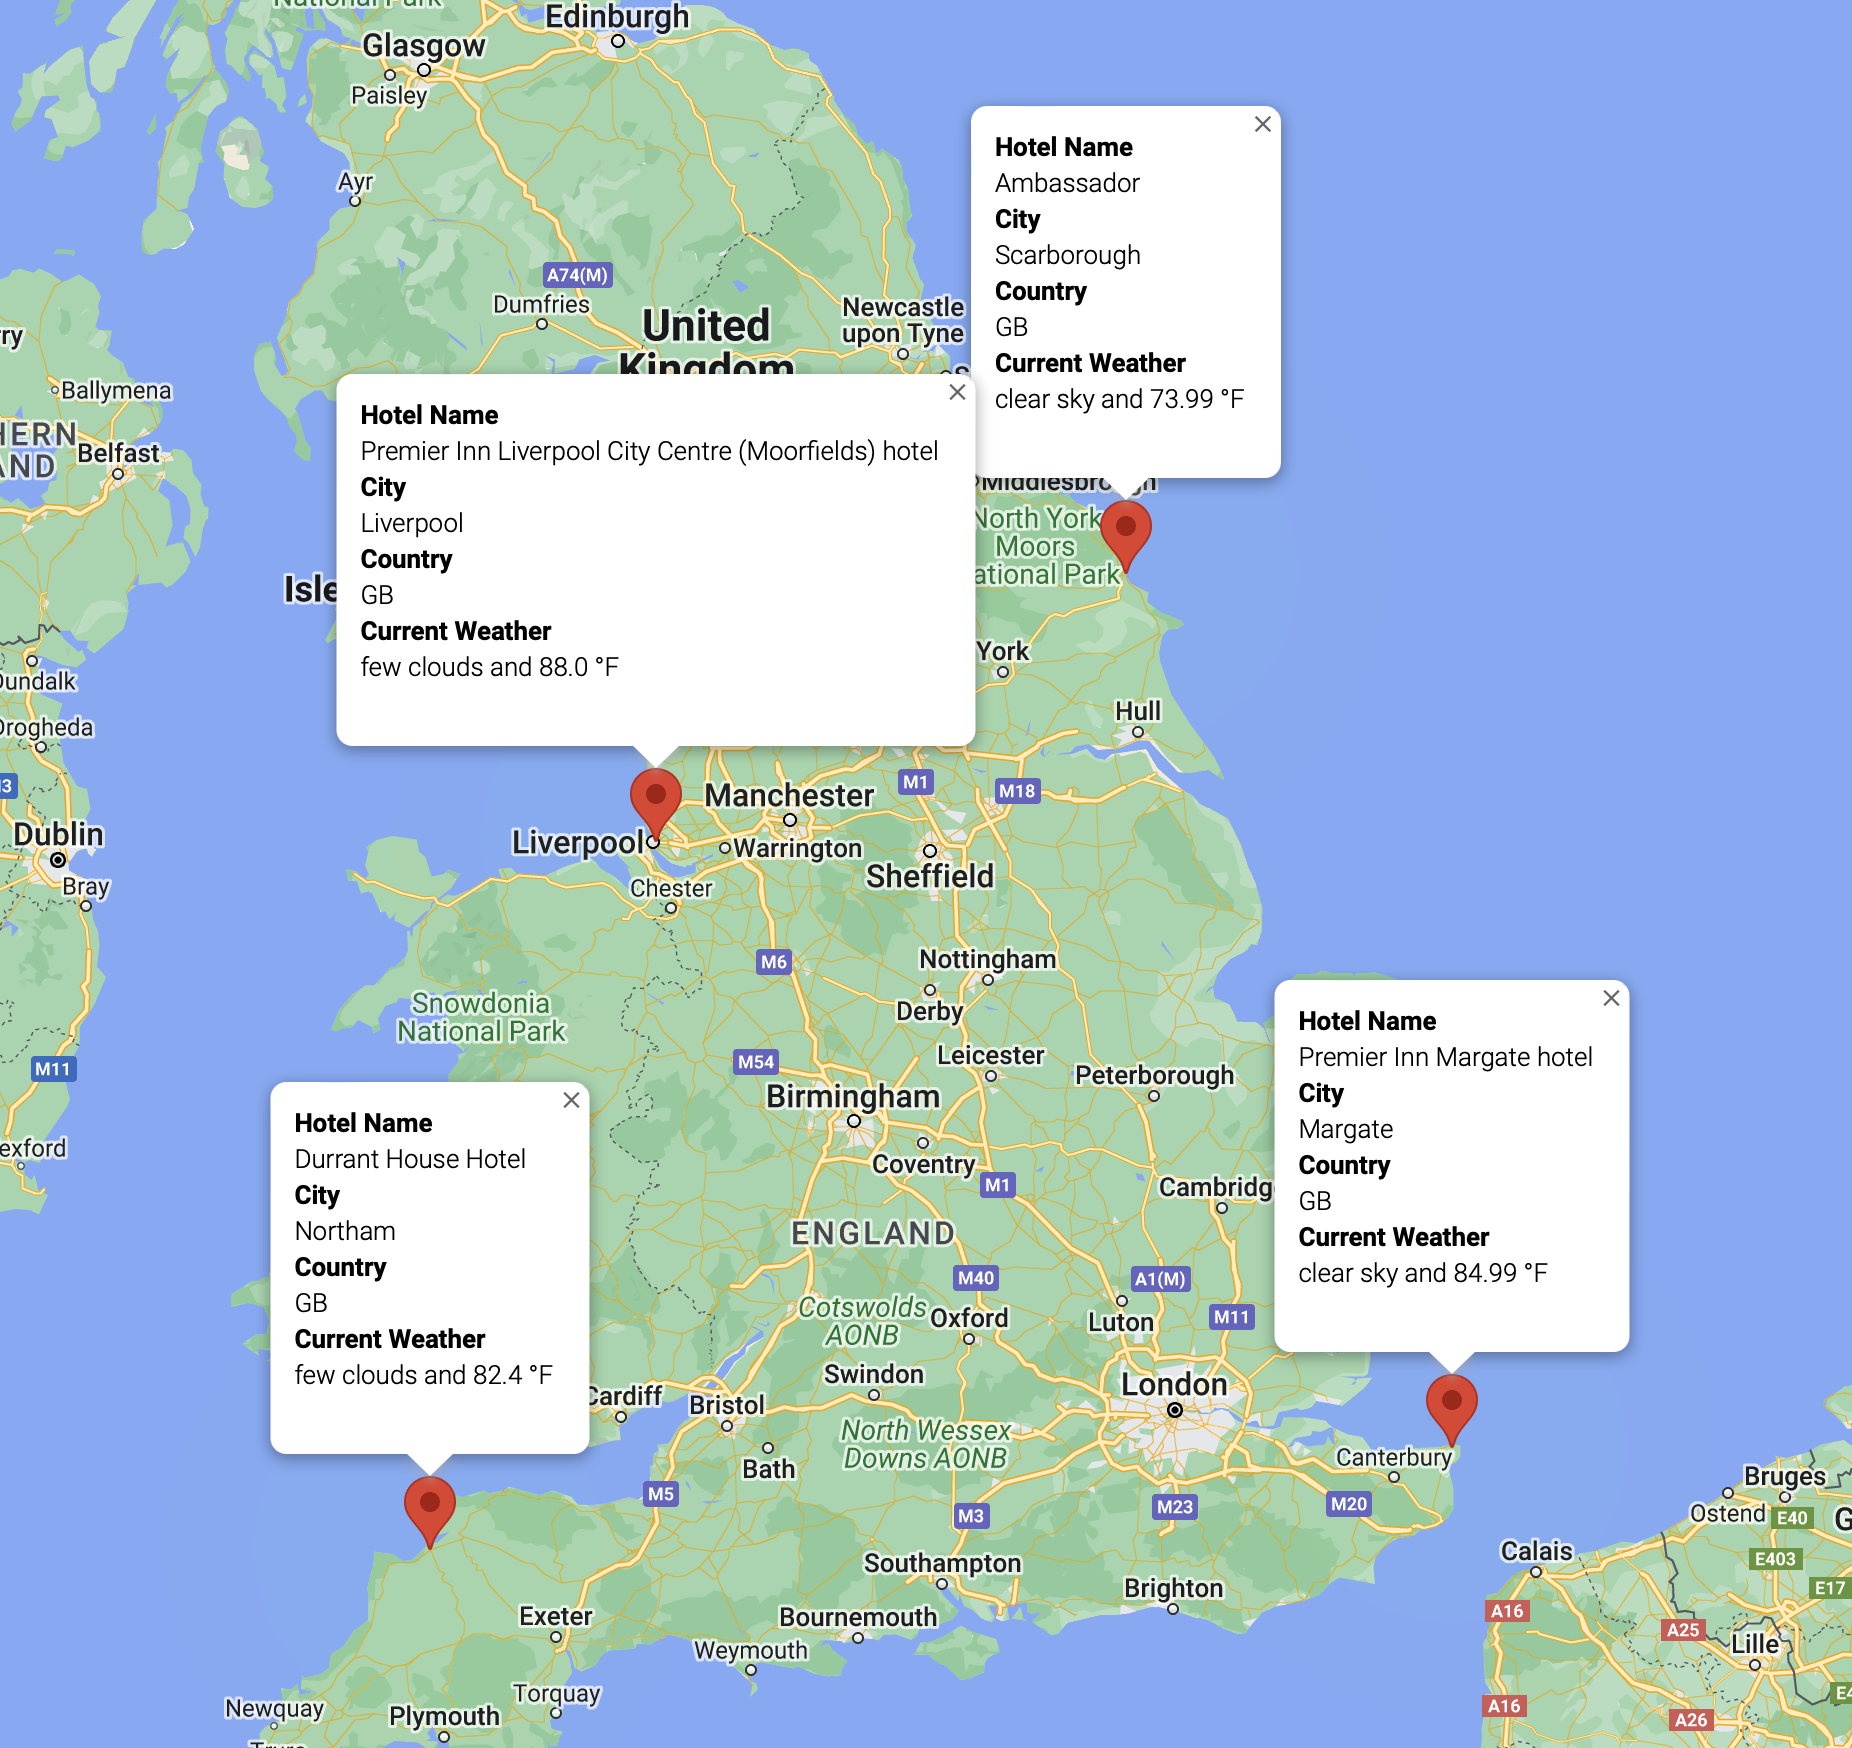 Edinburgh
Glasgow
Paisley
Ayr
A74(M)
Dumfries
United
Kingdom
Newcastle
upon Tyne
Ballymena
Belfast
Hotel Name
Ambassador
City
Scarborough
Country
GB
Current Weather
clear sky and 73.99 °F
Hotel Name
Premier Inn Liverpool City Centre (Moorfields) hotel
City
Liverpool
Country
GB
Current Weather
few clouds and 88.0 °F
Middlesbrough
North York
Moors
National Park
York
Hull
Dundalk
Drogheda
Dublin
Bray
M11
M1
M18
Manchester
Liverpool
Warrington
Sheffield
Chester
M6
Nottingham
Derby
Snowdonia
National Park
M54
Leicester
Peterborough
Birmingham
Coventry
M1
Cambridg
Hotel Name
Durrant House Hotel
City
Northam
Country
GB
Current Weather
few clouds and 82.4 °F
Hotel Name
Premier Inn Margate hotel
City
Margate
Country
GB
Current Weather
clear sky and 84.99 °F
ENGLAND
M40
A1(M)
M11
Cotswolds
AONB
Oxford
Luton
Swindon
London
Cardiff
Bristol
Bath
North Wessex
Downs AONB
Canterbury
M5
M3
M23
M20
Bruges
Ostend
E40
Calais
E403
E17
Southampton
Brighton
Exeter
Bournemouth
Weymouth
A16
A25
Lille
Torquay
Newquay
Plymouth
A16
A26